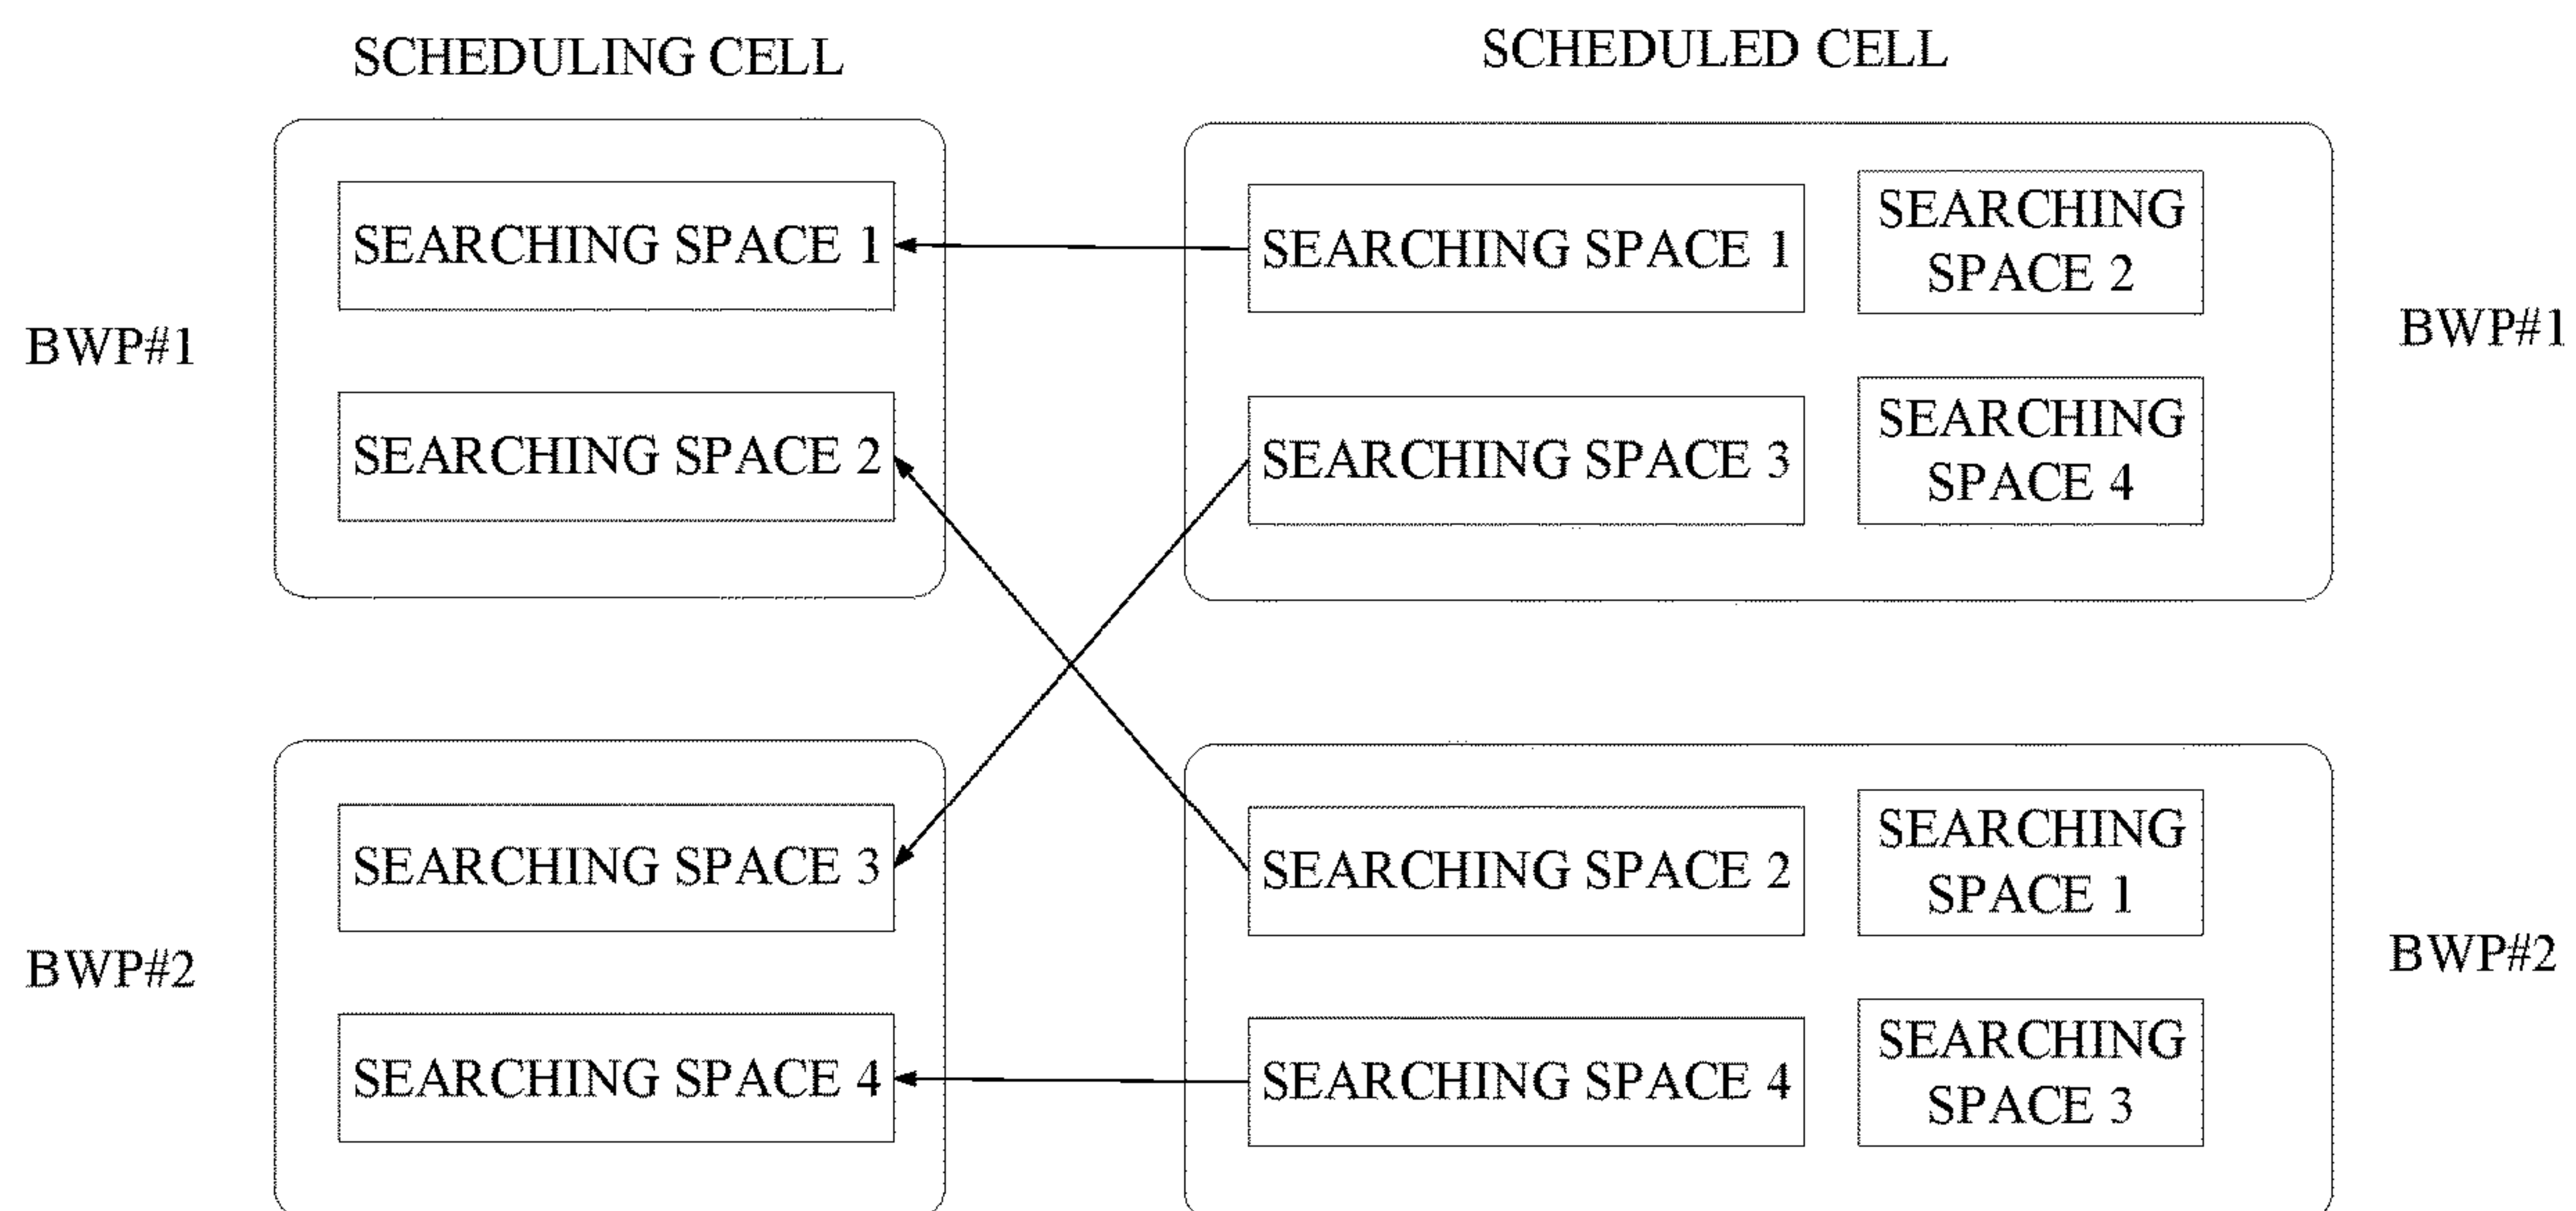 SCHEDULING CELL
SCHEDULED CELL
BWP#1
SEARCHING SPACE 1
SEARCHING SPACE 2
SEARCHING SPACE 1
SEARCHING
SPACE 2
SEARCHING SPACE 3
SEARCHING
SPACE 4
BWP#1
BWP#2
SEARCHING SPACE 3
SEARCHING SPACE 4
SEARCHING SPACE 2
SEARCHING
SPACE 1
SEARCHING SPACE 4
SEARCHING
SPACE 3
BWP#2